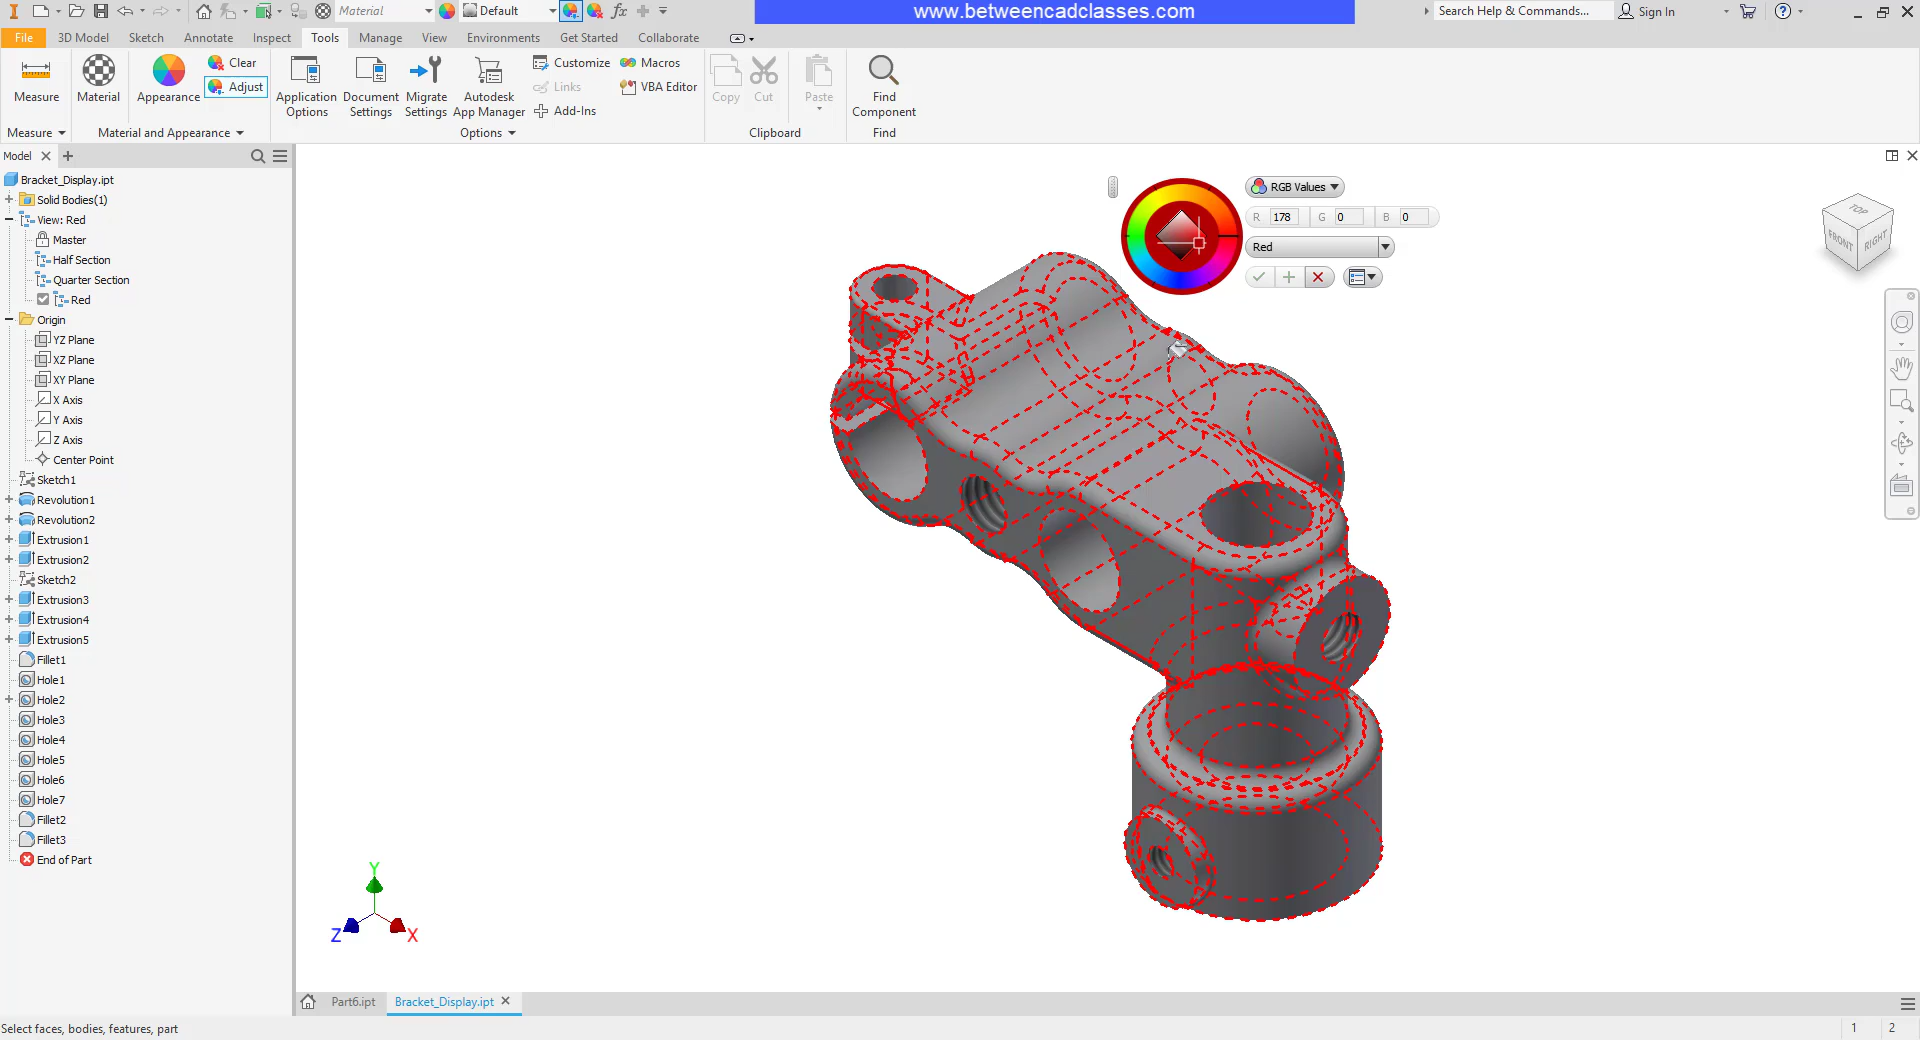 Material
Default
www.betweencadclasses.com
Search Help & Commands...
Sign In
File
3D Model
Sketch
Annotate
Inspect
Tools
Manage
View
Environments
Get Started
Collaborate
Measure
Material
Appearance
Clear
Adjust
Application
Options
Document
Settings
Migrate
Settings
Autodesk
App Manager
Customize
Links
Add-Ins
Macros
VBA Editor
Copy
Cut
Paste
Find
Component
Measure
Material and Appearance
Options
Clipboard
Find
Model
Bracket_Display.ipt
Solid Bodies(1)
View: Red
Master
Half Section
Quarter Section
Red
Origin
YZ Plane
XZ Plane
XY Plane
X Axis
Y Axis
Z Axis
Center Point
Sketch1
Revolution1
Revolution2
Extrusion1
Extrusion2
Sketch2
Extrusion3
Extrusion4
Extrusion5
Fillet1
Hole1
Hole2
Hole3
Hole4
Hole5
Hole6
Hole7
Fillet2
Fillet3
End of Part
RGB Values
R 178 G 0 B 0
Red
TOP
FRONT
RIGHT
Y
Z
X
Part6.ipt
Bracket_Display.ipt
Select faces, bodies, features, part
1 2